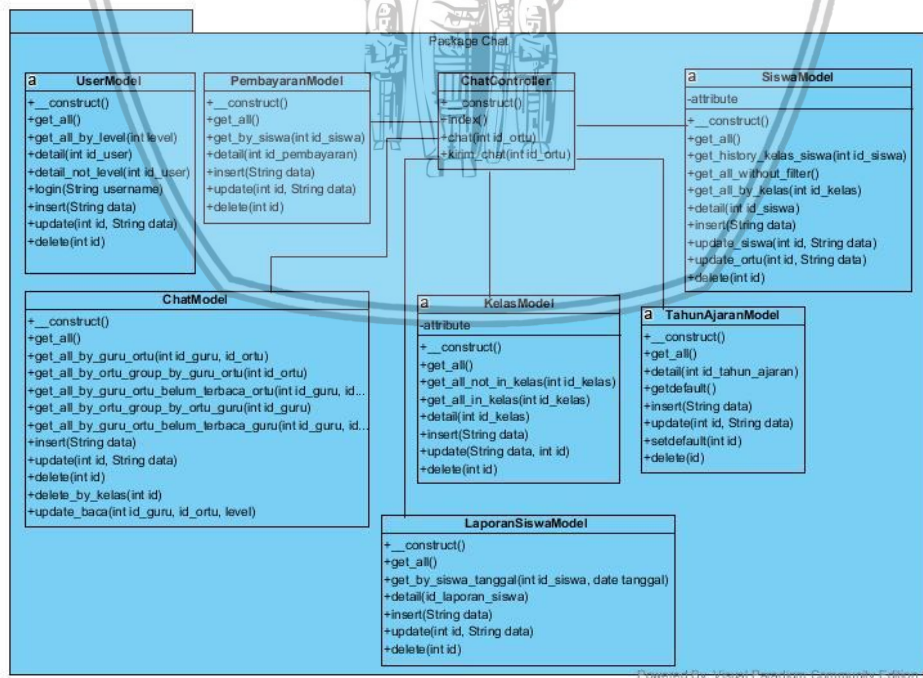 Package Chat
a
UserModel
+__construct()
+get_all()
+get_all_by_level(int level)
+detail(int id_user)
+detail_not_level(int id_user)
+login(String username)
+insert(String data)
+update(int id, String data)
+delete(int id)
PembayaranModel
+__construct()
+get_all()
+get_by_siswa(int id_siswa)
+detail(int id_pembayaran)
+insert(String data)
+update(int id, String data)
+delete(int id)
ChatController
+__construct()
+index()
+chat(int id_ortu)
+kirim_chat(int id_ortu)
a
SiswaModel
-attribute
+__construct()
+get_all()
+get_history_kelas_siswa(int id_siswa)
+get_all_without_filter()
+get_all_by_kelas(int id_kelas)
+detail(int id_siswa)
+insert(String data)
+update_siswa(int id, String data)
+update_ortu(int id, String data)
+delete(int id)
ChatModel
+__construct()
+get_all()
+get_all_by_guru_ortu(int id_guru, id_ortu)
+get_all_by_ortu_group_by_guru_ortu(int id_ortu)
+get_all_by_guru_ortu_belum_terbaca_ortu(int id_guru, id...
+get_all_by_ortu_group_by_ortu_guru(int id_guru)
+get_all_by_guru_ortu_belum_terbaca_guru(int id_guru, id...
+insert(String data)
+update(int id, String data)
+delete(int id)
+delete_by_kelas(int id)
+update_baca(int id_guru, id_ortu, level)
a
KelasModel
-attribute
+__construct()
+get_all()
+get_all_not_in_kelas(int id_kelas)
+get_all_in_kelas(int id_kelas)
+detail(int id_kelas)
+insert(String data)
+update(String data, int id)
+delete(int id)
a
TahunAjaranModel
+__construct()
+get_all()
+detail(int id_tahun_ajaran)
+getdefault()
+insert(String data)
+update(int id, String data)
+setdefault(int id)
+delete(id)
LaporanSiswaModel
+__construct()
+get_all()
+get_by_siswa_tanggal(int id_siswa, date tanggal)
+detail(id_laporan_siswa)
+insert(String data)
+update(int id, String data)
+delete(int id)
Powered By Visual Paradigm Community Edition